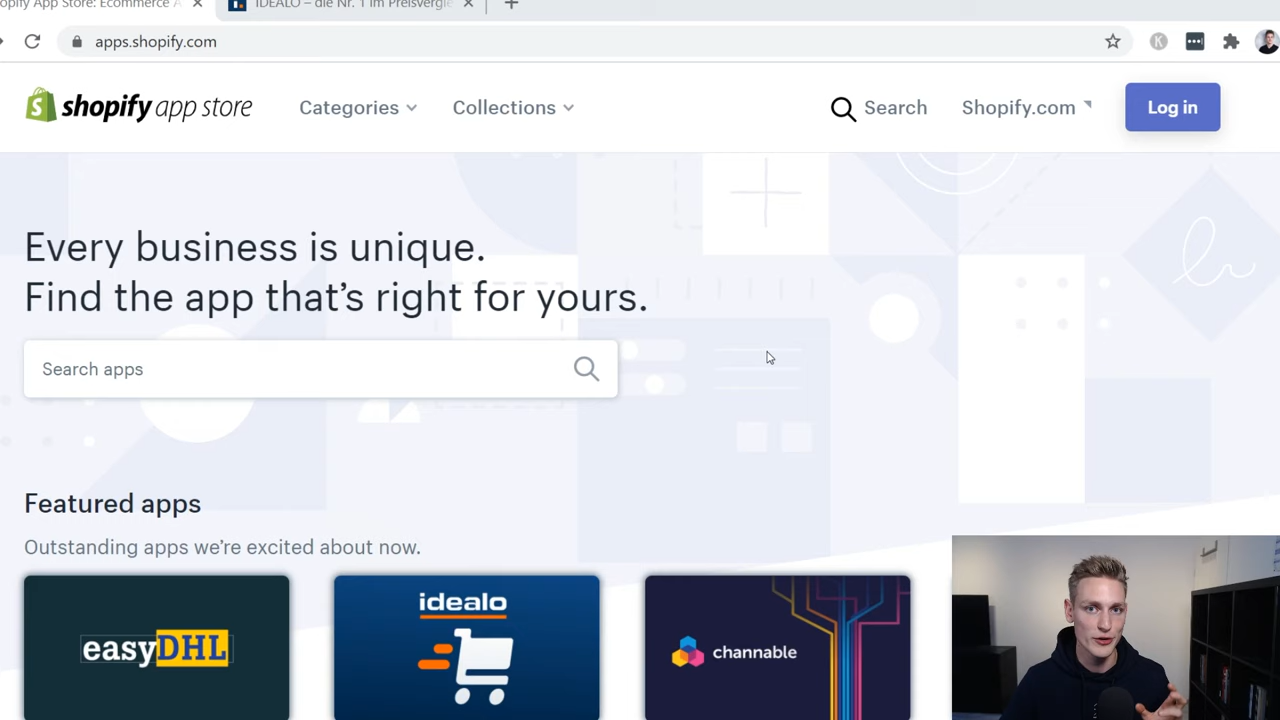 opify App Store: Ecommerce A
IDEALO – die Nr. 1 im Preisvergle
apps.shopify.com
K
shopify app store
Categories
Collections
Search
Shopify.com
Log in
Every business is unique.
Find the app that's right for yours.
Search apps
Featured apps
Outstanding apps we're excited about now.
easyDHL
idealo
channable